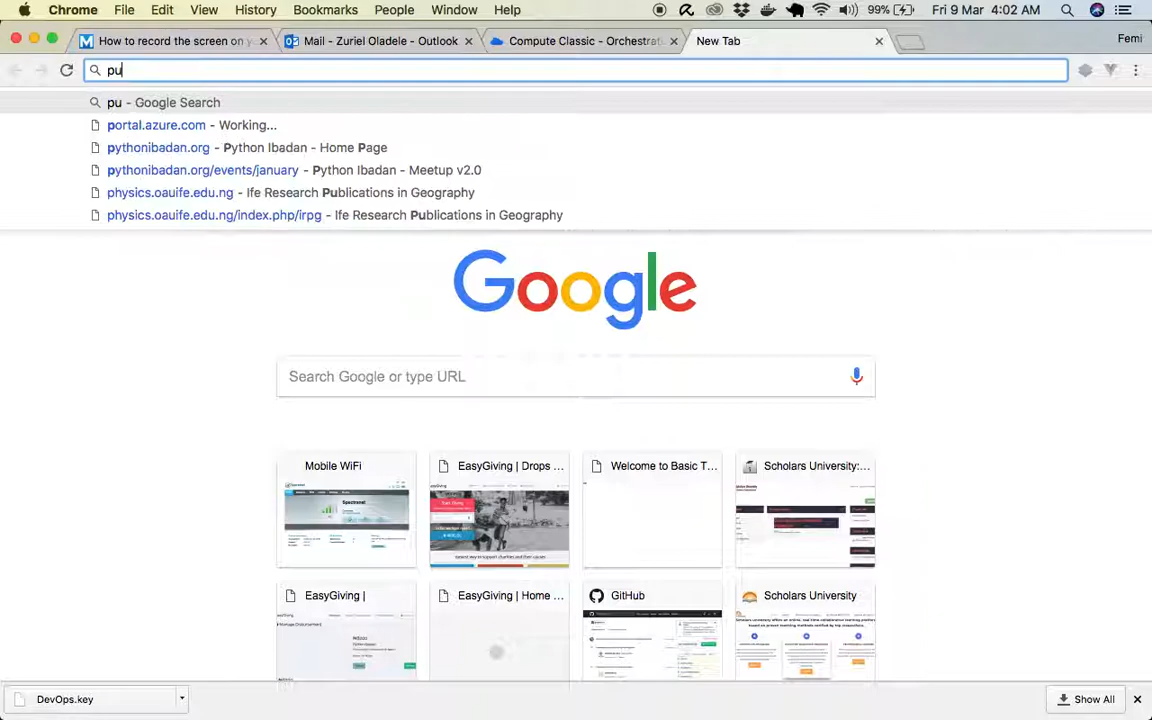 Chrome File Edit View History Bookmarks People Window Help 99% Fri 9 Mar 4:02 AM
How to record the screen on y Mail - Zuriel Oladele - Outlook Compute Classic - Orchestrat New Tab Femi
pu
pu - Google Search
portal.azure.com - Working...
pythonibadan.org - Python Ibadan - Home Page
pythonibadan.org/events/january - Python Ibadan - Meetup v2.0
physics.oauife.edu.ng - Ife Research Publications in Geography
physics.oauife.edu.ng/index.php/irpg - Ife Research Publications in Geography
Google
Search Google or type URL
Mobile WiFi EasyGiving | Drops ... Welcome to Basic T... Scholars University:...
EasyGiving | EasyGiving | Home ... GitHub Scholars University
DevOps.key Show All